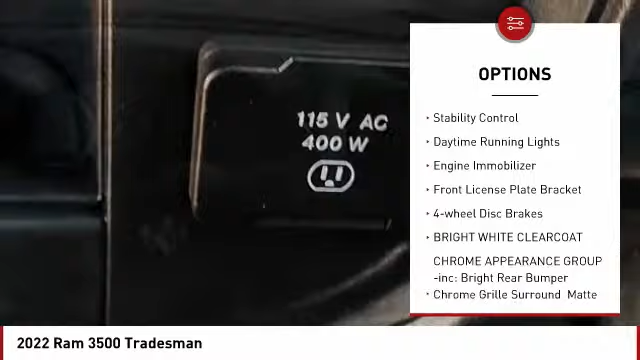 115 V AC
400 W
OPTIONS
Stability Control
Daytime Running Lights
Engine Immobilizer
Front License Plate Bracket
4-wheel Disc Brakes
BRIGHT WHITE CLEARCOAT
CHROME APPEARANCE GROUP
-inc: Bright Rear Bumper
Chrome Grille Surround Matte
2022 Ram 3500 Tradesman